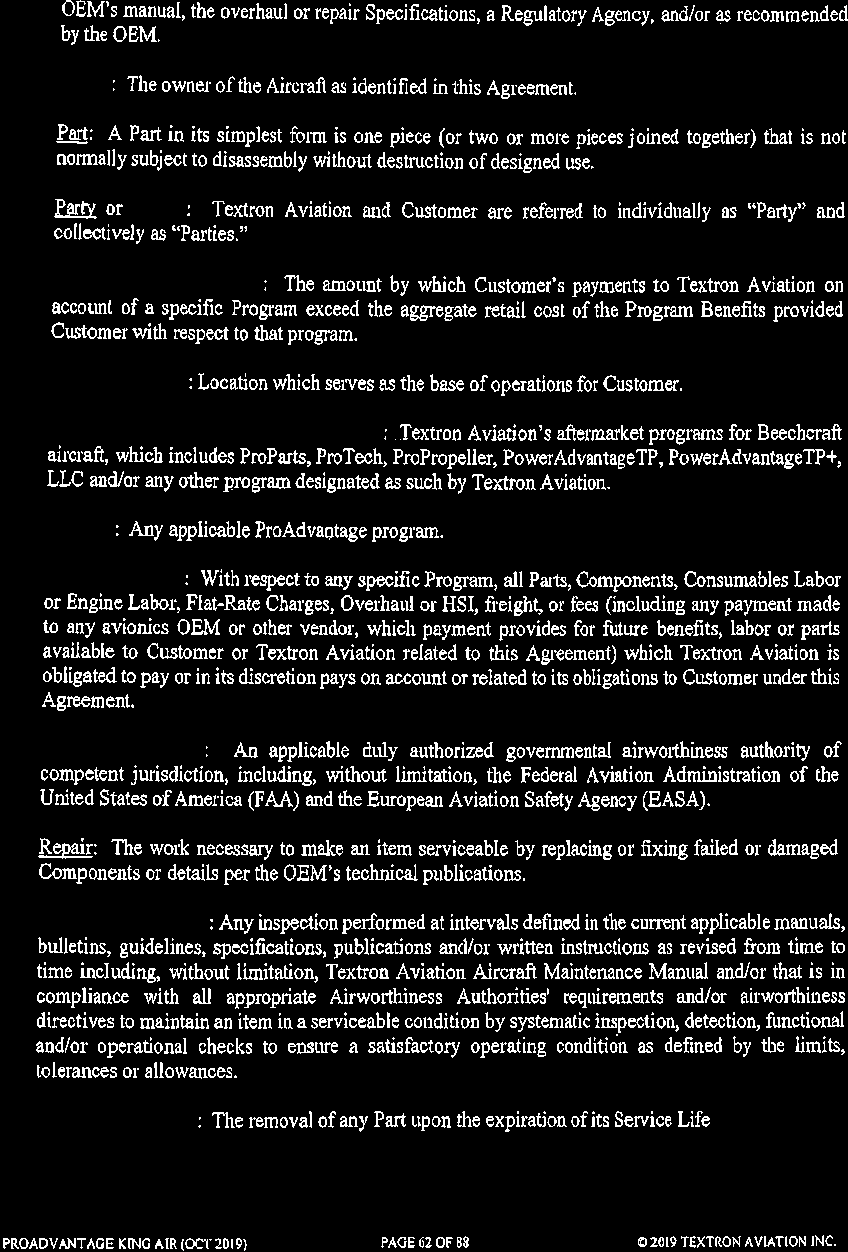 OEM's manual, the overhaul or repair Specifications, a Regulatory Agency, and/or as recommended
by the OEM.
: The owner of the Aircraft as identified in this Agreement.
Part: A Part in its simplest form is one piece (or two or more pieces joined together) that is not
normally subject to disassembly without destruction of designed use.
Party or : Textron Aviation and Customer are referred to individually as “Party” and
collectively as “Parties.”
: The amount by which Customer's payments to Textron Aviation on
account of a specific Program exceed the aggregate retail cost of the Program Benefits provided
Customer with respect to that program.
: Location which serves as the base of operations for Customer.
: Textron Aviation's aftermarket programs for Beechcraft
aircraft, which includes ProParts, ProTech, ProPropeller, PowerAdvantageTP, PowerAdvantageTP+,
LLC and/or any other program designated as such by Textron Aviation.
: Any applicable ProAdvantage program.
: With respect to any specific Program, all Parts, Components, Consumables Labor
or Engine Labor, Flat-Rate Charges, Overhaul or HSI, freight, or fees (including any payment made
to any avionics OEM or other vendor, which payment provides for future benefits, labor or parts
available to Customer or Textron Aviation related to this Agreement) which Textron Aviation is
obligated to pay or in its discretion pays on account or related to its obligations to Customer under this
Agreement.
: An applicable duly authorized governmental airworthiness authority of
competent jurisdiction, including, without limitation, the Federal Aviation Administration of the
United States of America (FAA) and the European Aviation Safety Agency (EASA).
Repair: The work necessary to make an item serviceable by replacing or fixing failed or damaged
Components or details per the OEM's technical publications.
: Any inspection performed at intervals defined in the current applicable manuals,
bulletins, guidelines, specifications, publications and/or written instructions as revised from time to
time including, without limitation, Textron Aviation Aircraft Maintenance Manual and/or that is in
compliance with all appropriate Airworthiness Authorities' requirements and/or airworthiness
directives to maintain an item in a serviceable condition by systematic inspection, detection, functional
and/or operational checks to ensure a satisfactory operating condition as defined by the limits,
tolerances or allowances.
: The removal of any Part upon the expiration of its Service Life
PROADVANTAGE KING AIR (OCT 2019) PAGE 62 OF 88 © 2019 TEXTRON AVIATION INC.